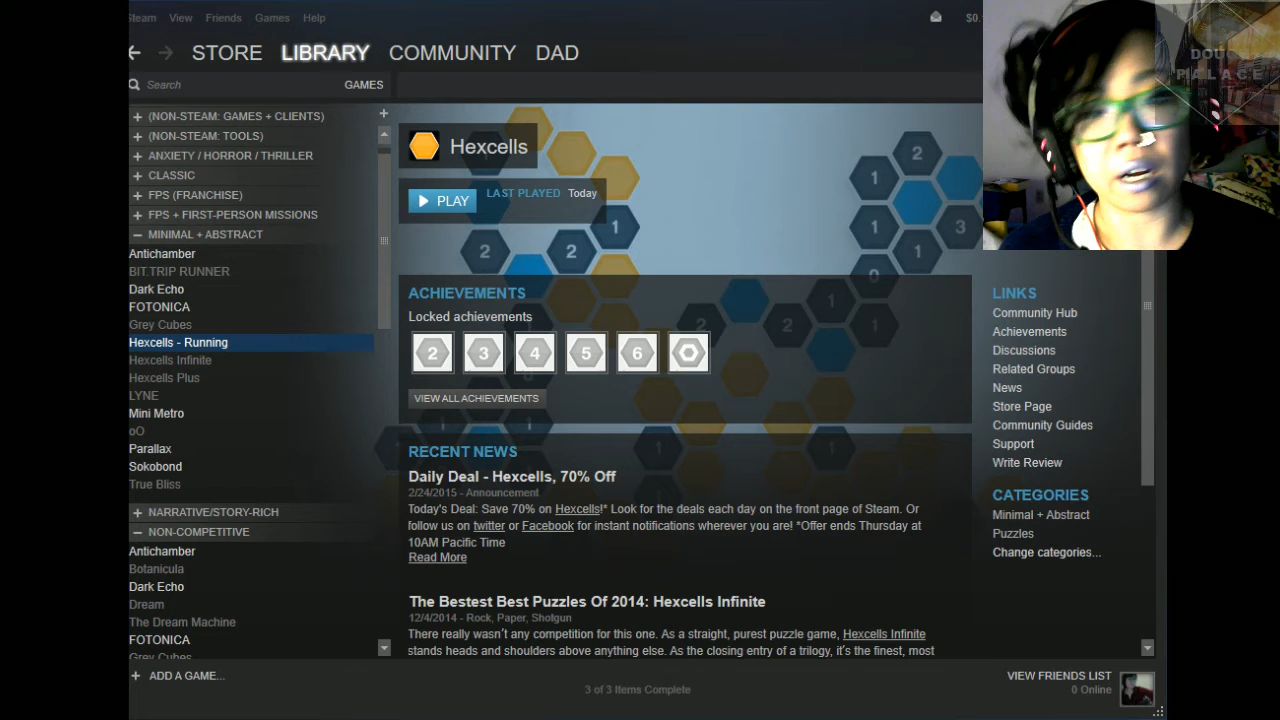 Steam View Friends Games Help
STORE LIBRARY COMMUNITY DAD
Search GAMES
(NON-STEAM: GAMES + CLIENTS)
(NON-STEAM: TOOLS)
ANXIETY / HORROR / THRILLER
CLASSIC
FPS (FRANCHISE)
FPS + FIRST-PERSON MISSIONS
MINIMAL + ABSTRACT
Antichamber
BIT.TRIP RUNNER
Dark Echo
FOTONICA
Grey Cubes
Hexcells - Running
Hexcells Infinite
Hexcells Plus
LYNE
Mini Metro
oO
Parallax
Sokobond
True Bliss
NARRATIVE/STORY-RICH
NON-COMPETITIVE
Antichamber
Botanicula
Dark Echo
Dream
The Dream Machine
FOTONICA
Grey Cubes
ADD A GAME...
Hexcells
PLAY LAST PLAYED Today
ACHIEVEMENTS
Locked achievements
2 3 4 5 6
VIEW ALL ACHIEVEMENTS
RECENT NEWS
Daily Deal - Hexcells, 70% Off
2/24/2015 - Announcement
Today's Deal: Save 70% on Hexcells!* Look for the deals each day on the front page of Steam. Or
follow us on twitter or Facebook for instant notifications wherever you are! *Offer ends Thursday at
10AM Pacific Time
Read More
The Bestest Best Puzzles Of 2014: Hexcells Infinite
12/4/2014 - Rock, Paper, Shotgun
There really wasn't any competition for this one. As a straight, purest puzzle game, Hexcells Infinite
stands heads and shoulders above anything else. As the closing entry of a trilogy, it's the finest, most
3 of 3 Items Complete
LINKS
Community Hub
Achievements
Discussions
Related Groups
News
Store Page
Community Guides
Support
Write Review
CATEGORIES
Minimal + Abstract
Puzzles
Change categories...
VIEW FRIENDS LIST
0 Online
PALACE